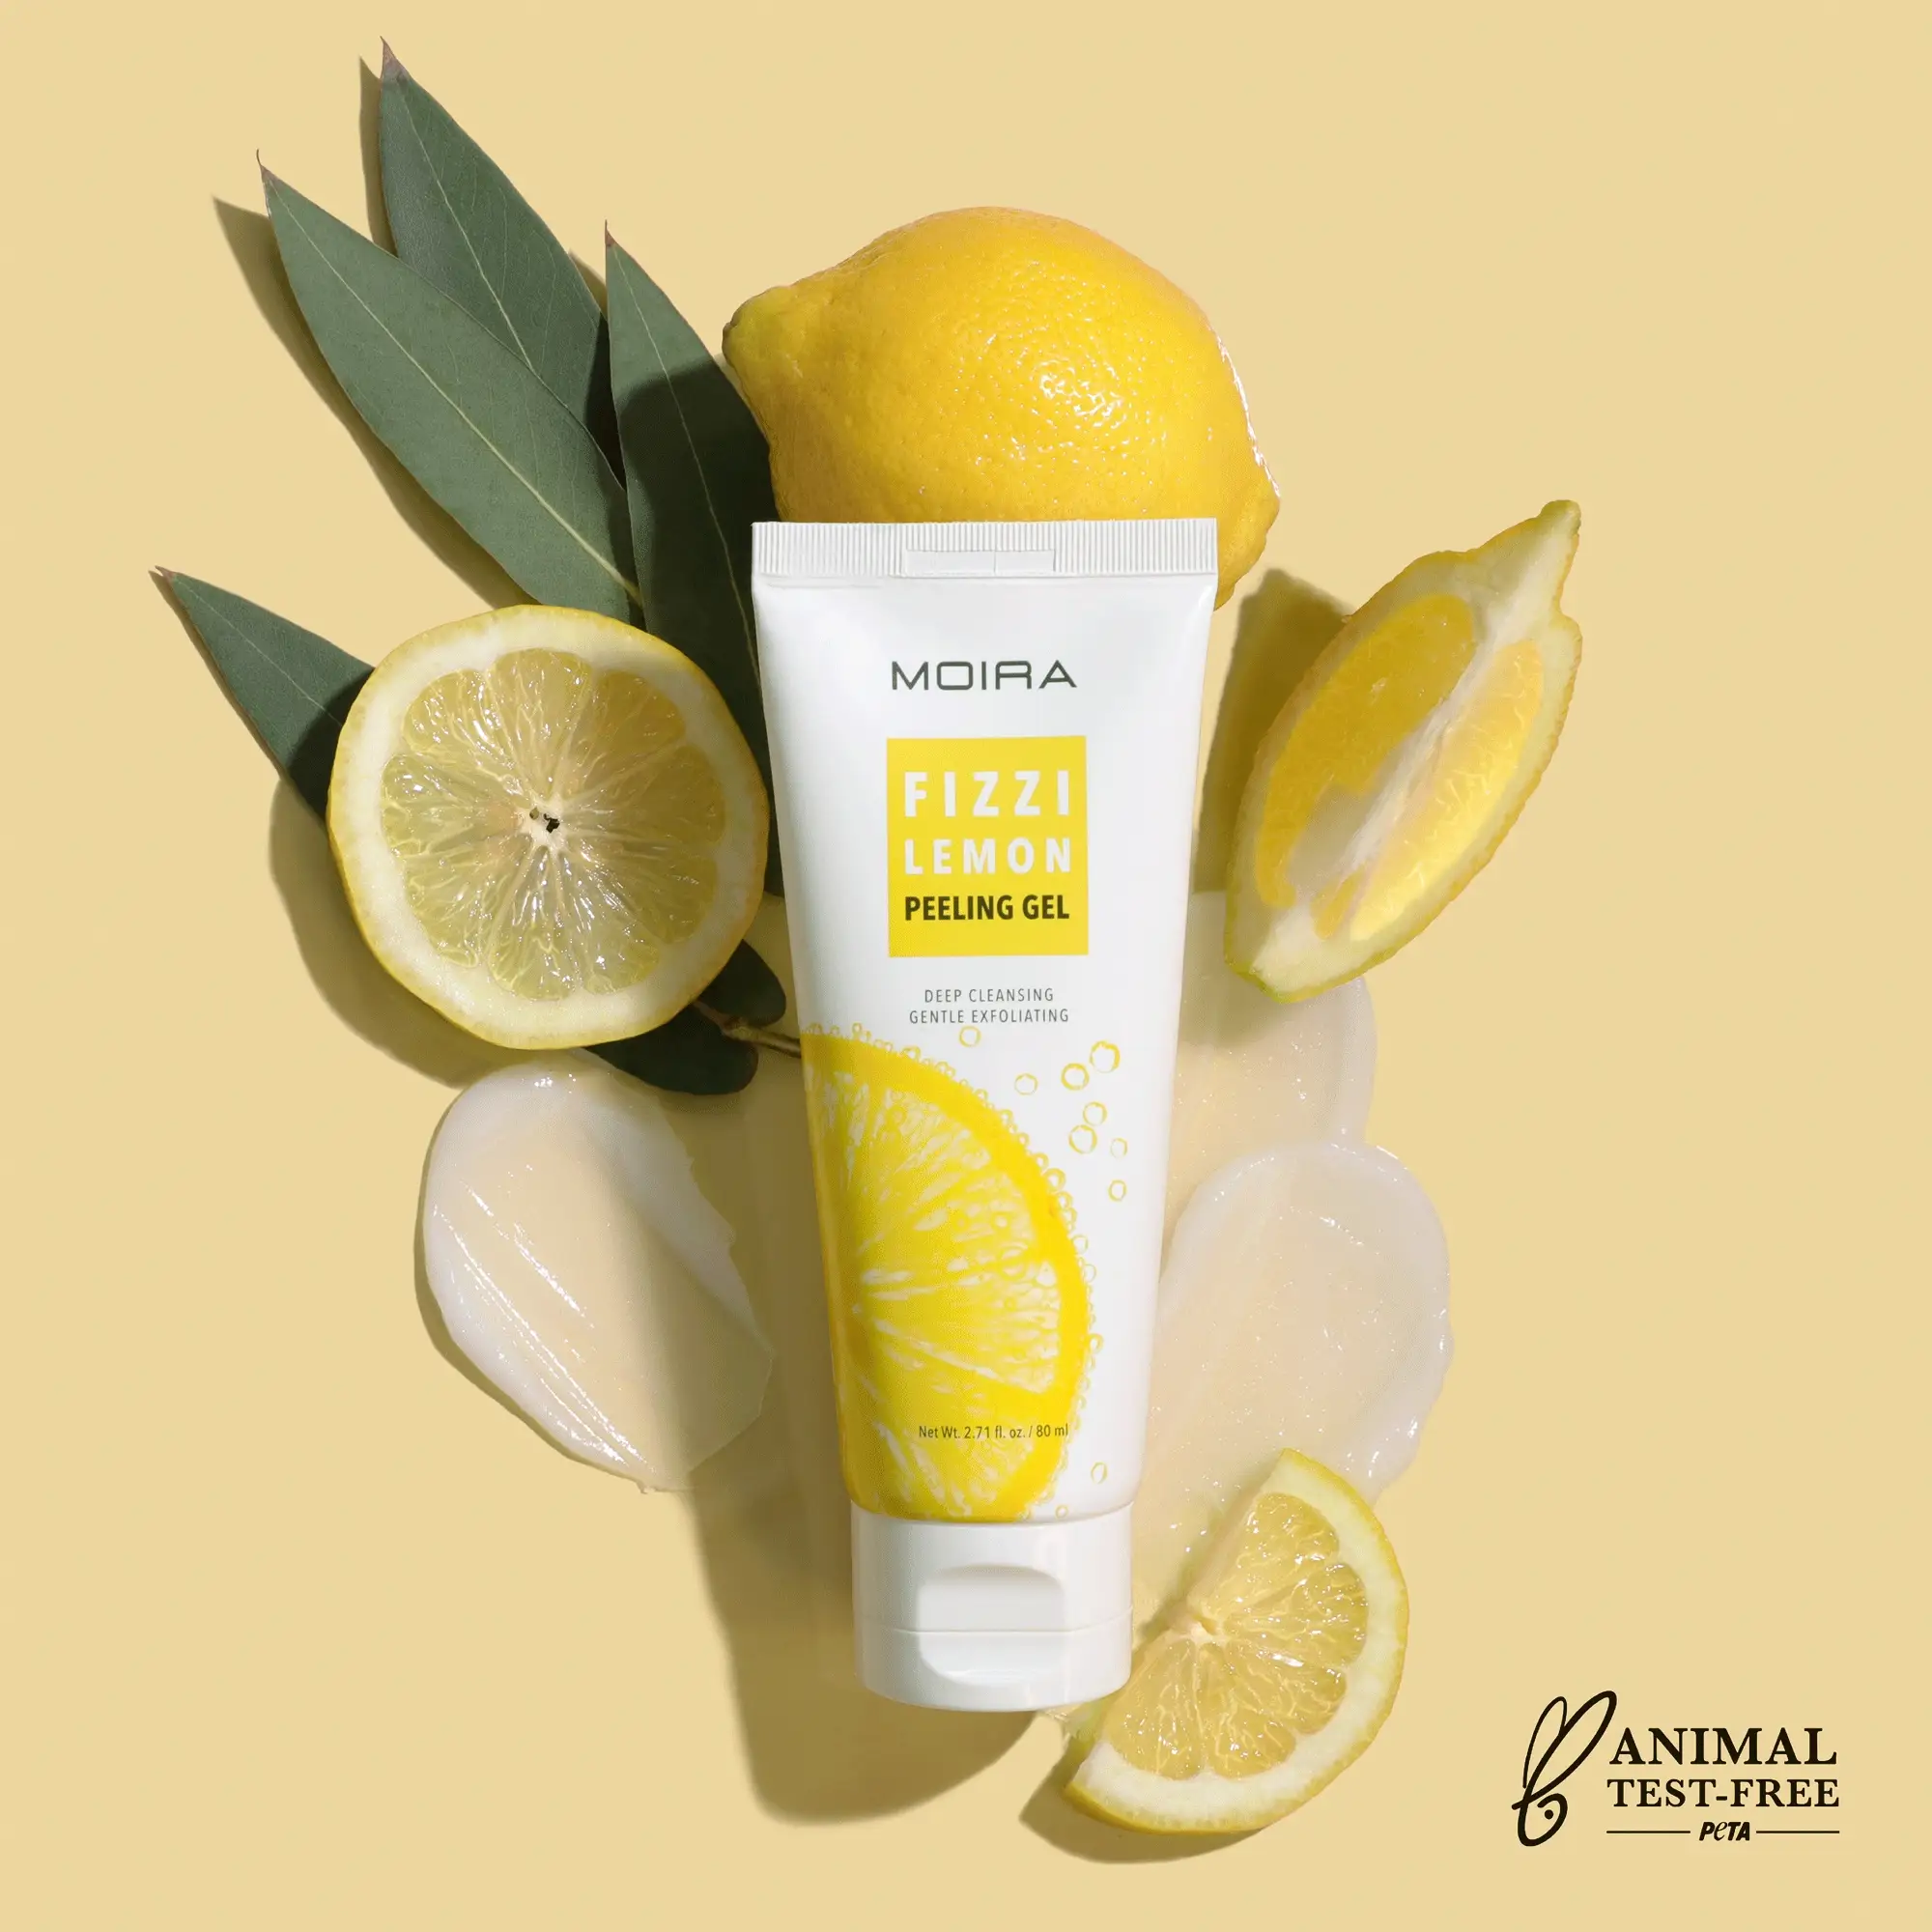 MOIRA
FIZZI
LEMON
PEELING GEL
DEEP CLEANSING
GENTLE EXFOLIATING
Net Wt. 2.71 fl. oz. / 80 ml
ANIMAL
TEST-FREE
PETA